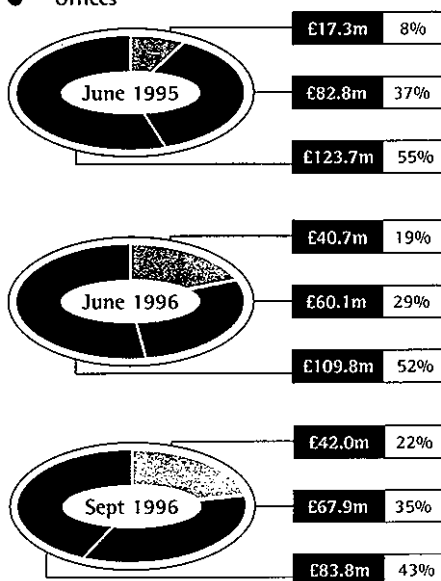 offices
£17.3m 8%
June 1995
£82.8m 37%
£123.7m 55%
£40.7m 19%
June 1996
£60.1m 29%
£109.8m 52%
£42.0m 22%
Sept 1996
£67.9m 35%
£83.8m 43%